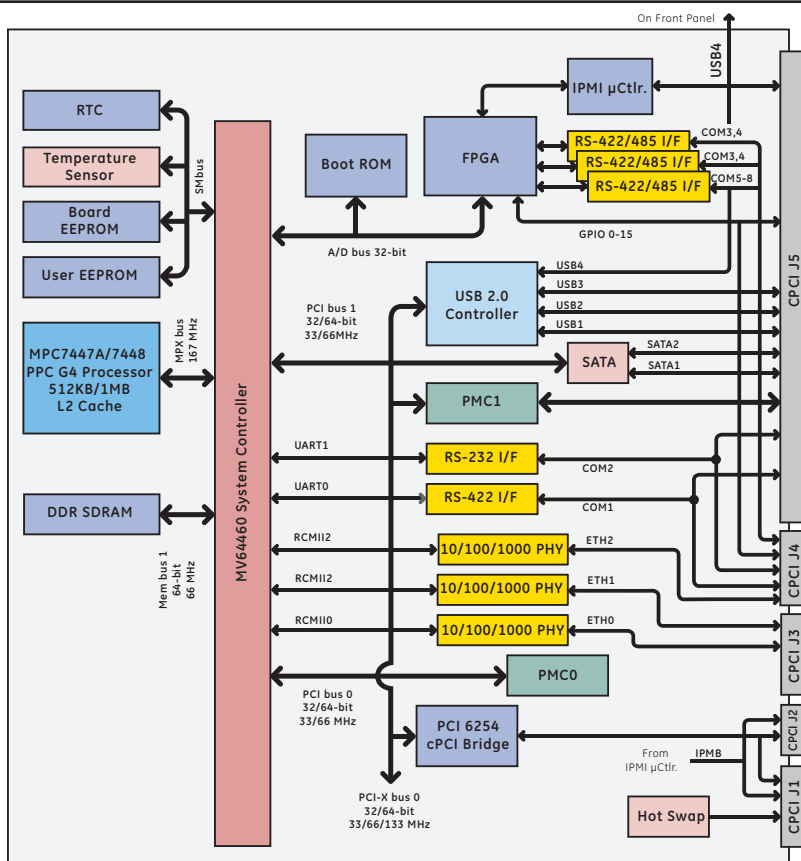 On Front Panel
USB4
IPMI µCtlr.
RTC
Temperature
Sensor
Board
EEPROM
User EEPROM
SMbus
Boot ROM
FPGA
RS-422/485 I/F
RS-422/485 I/F
RS-422/485 I/F
COM3,4
COM3,4
COM5-8
GPIO 0-15
A/D bus 32-bit
CPCI J5
USB 2.0
Controller
USB4
USB3
USB2
USB1
PCI bus 1
32/64-bit
33/66MHz
MPC7447A/7448
PPC G4 Processor
512KB/1MB
L2 Cache
MPX bus
167 MHz
MV64460 System Controller
SATA
SATA2
SATA1
PMC1
UART1
RS-232 I/F
COM2
UART0
RS-422 I/F
COM1
DDR SDRAM
Mem bus 1
64-bit
66 MHz
RCMII2
10/100/1000 PHY
ETH2
CPCI J4
RCMII2
10/100/1000 PHY
ETH1
RCMII0
10/100/1000 PHY
ETH0
CPCI J3
PMC0
PCI bus 0
32/64-bit
33/66 MHz
PCI 6254
cPCI Bridge
CPCI J2
From
IPMI µCtlr.
IPMB
PCI-X bus 0
32/64-bit
33/66/133 MHz
Hot Swap
CPCI J1